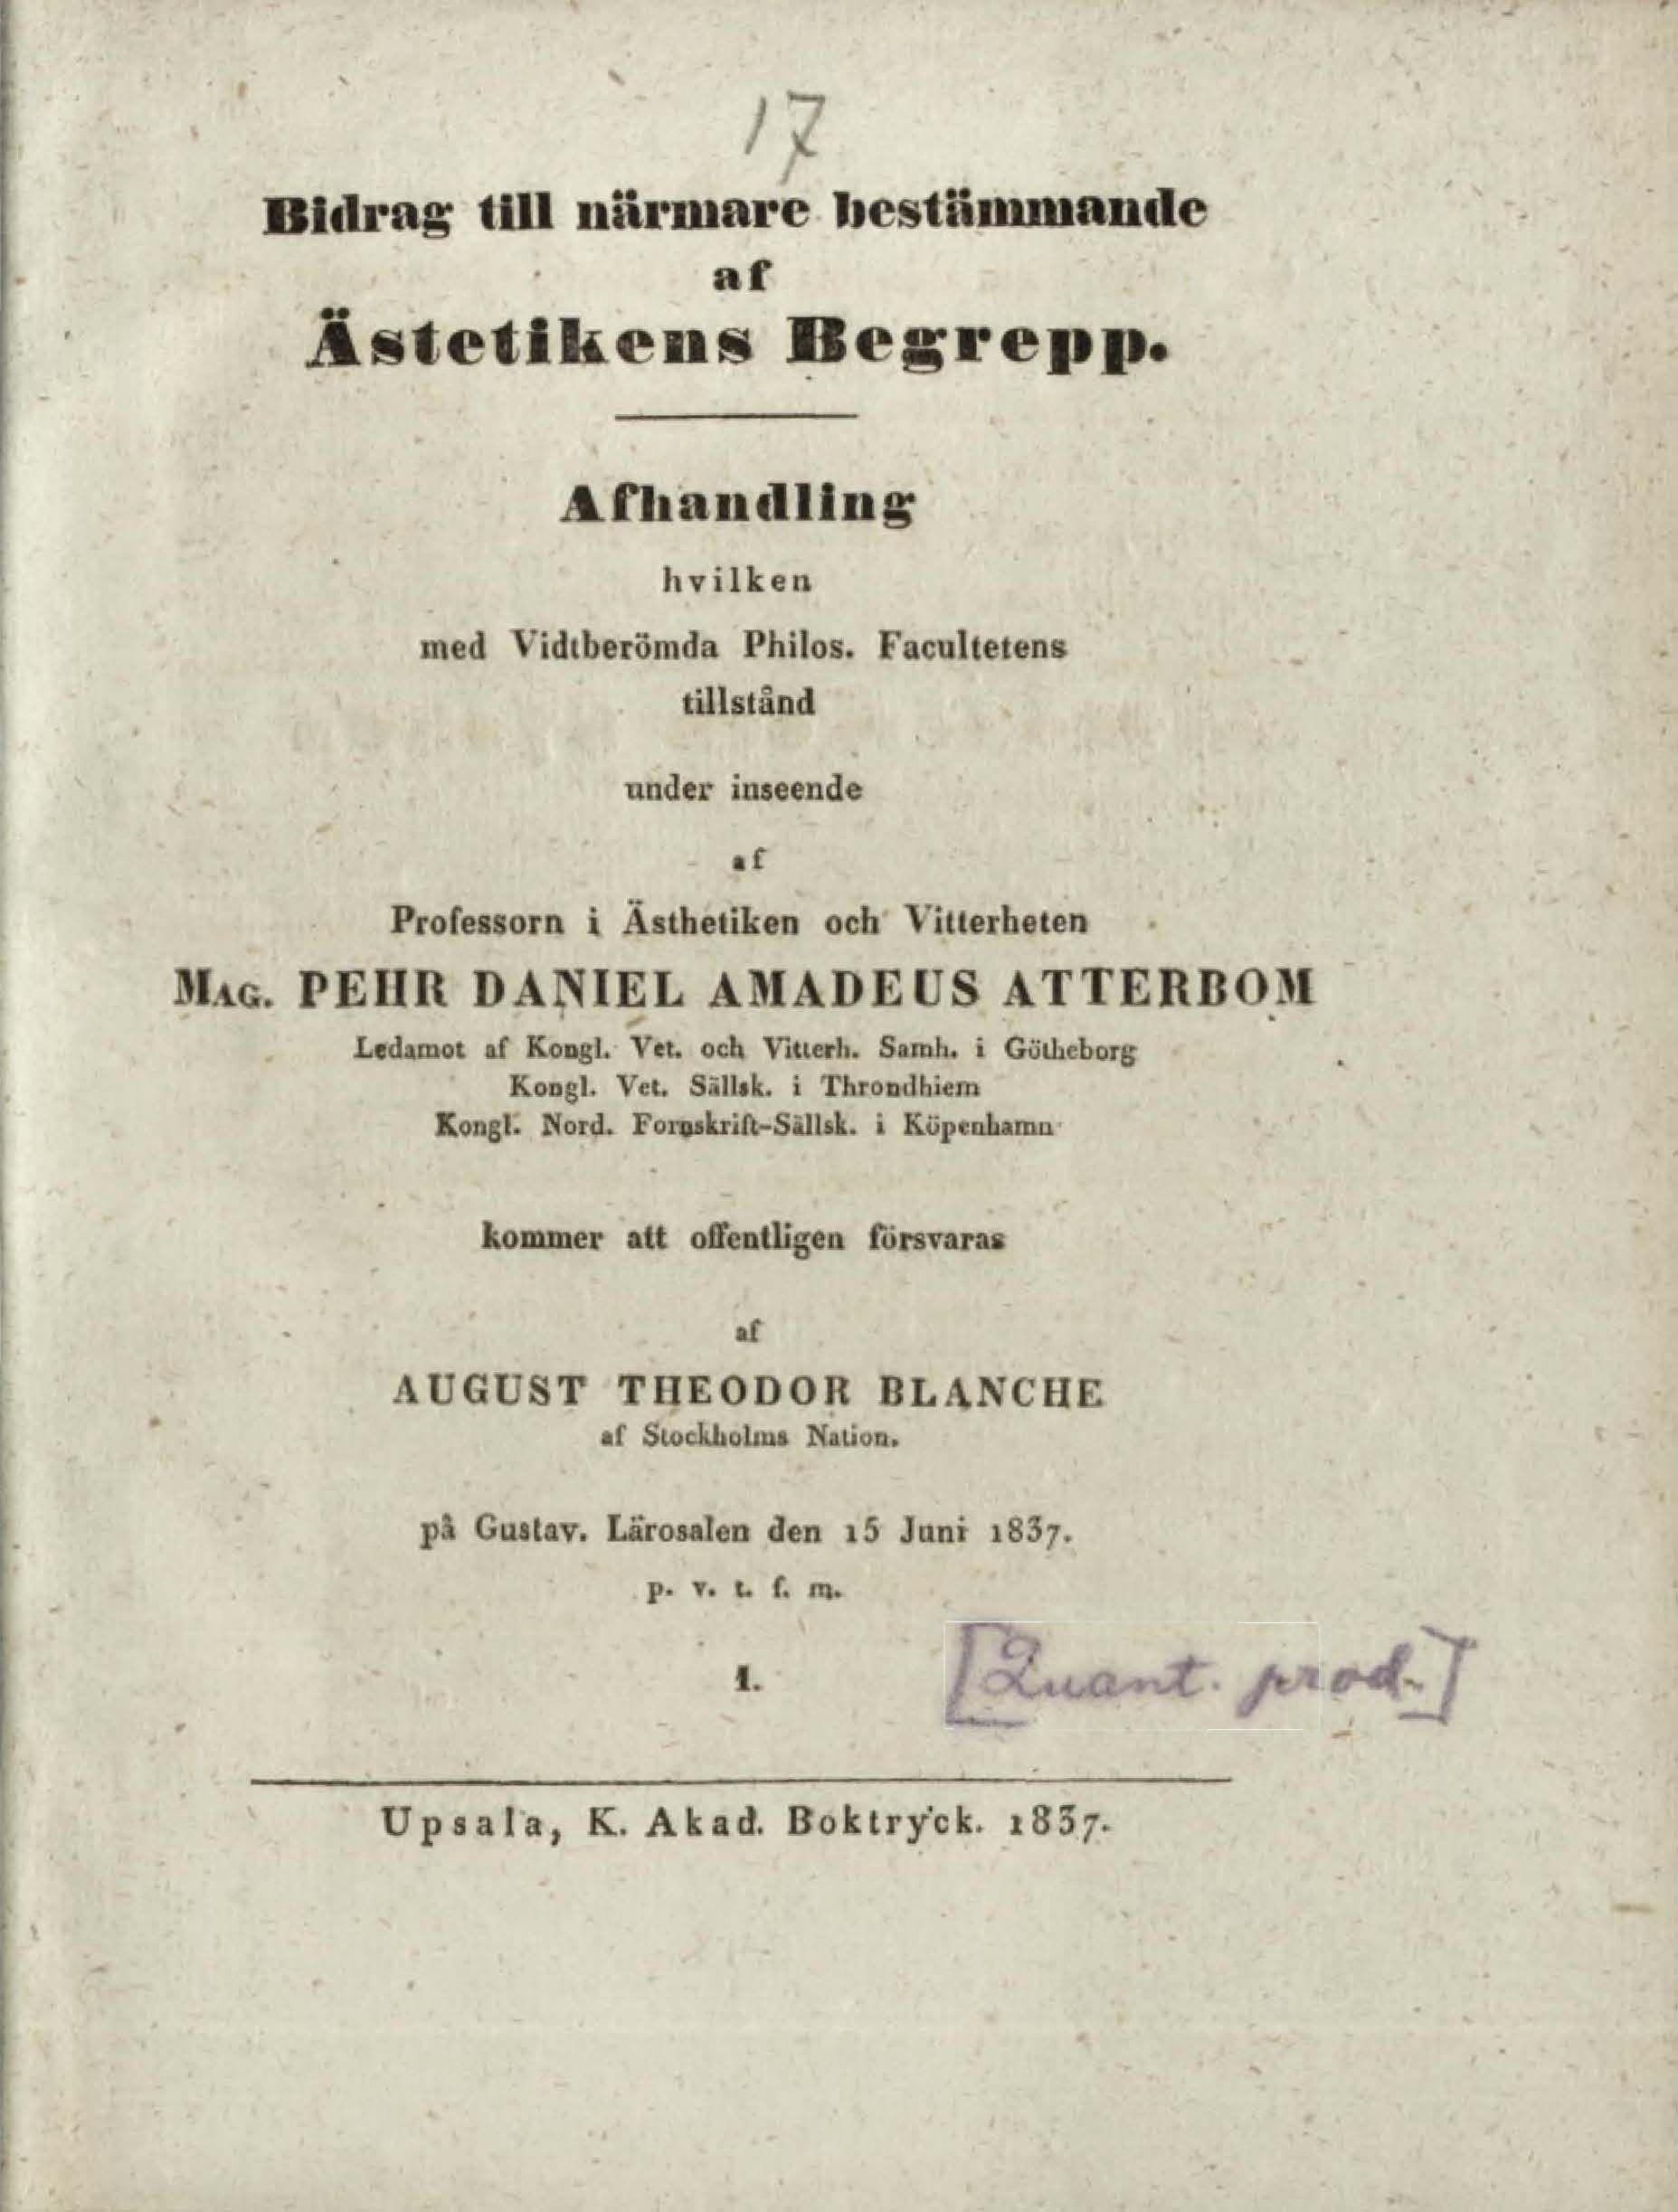 17
Bidrag till närmare bestämmande
af
Ästetikens Begrepp.
Afhandling
hvilken
med Vidtberömda Philos. Facultetens
tillstånd
under inseende
af
Professorn i Ästhetiken och Vitterheten
MAG. PEHR DANIEL AMADEUS ATTERBOM
Ledamot af Kongl. Vet. och Vitterh. Samh. i Götheborg
Kongl. Vet. Sällsk. i Throndhiem
Kongl. Nord. Fornskrift-Sällsk. i Köpenhamn
kommer att offentligen försvaras
af
AUGUST THEODOR BLANCHE
af Stockholms Nation.
på Gustav. Lärosalen den 15 Juni 1837.
p. v. t. f. m.
1.
[Quant. prod.]
Upsala, K. Akad. Boktryck. 1837.